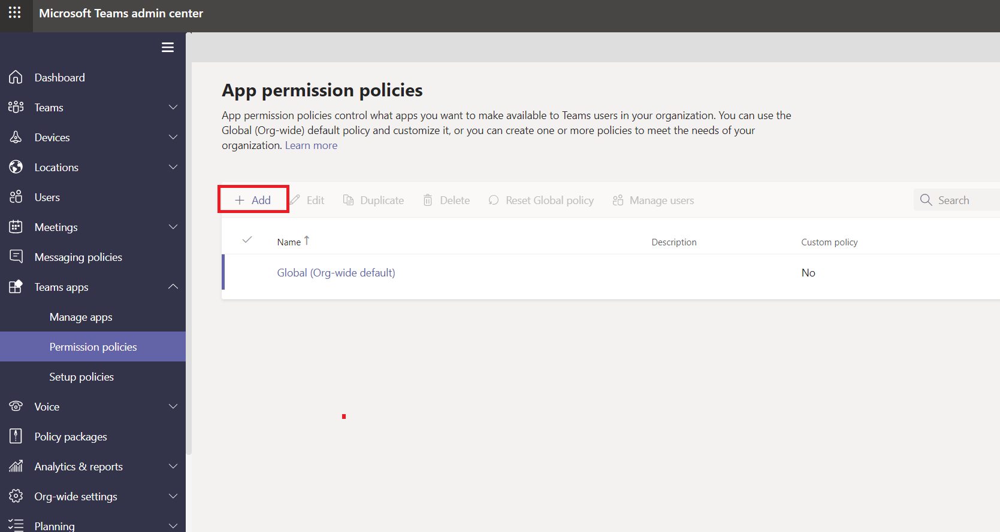 Microsoft Teams admin center
Dashboard
Teams
Devices
Locations
Users
Meetings
Messaging policies
Teams apps
Manage apps
Permission policies
Setup policies
Voice
Policy packages
Analytics & reports
Org-wide settings
Planning
App permission policies
App permission policies control what apps you want to make available to Teams users in your organization. You can use the
Global (Org-wide) default policy and customize it, or you can create one or more policies to meet the needs of your
organization. Learn more
Add Edit Duplicate Delete Reset Global policy Manage users Search
Name Description Custom policy
Global (Org-wide default) No